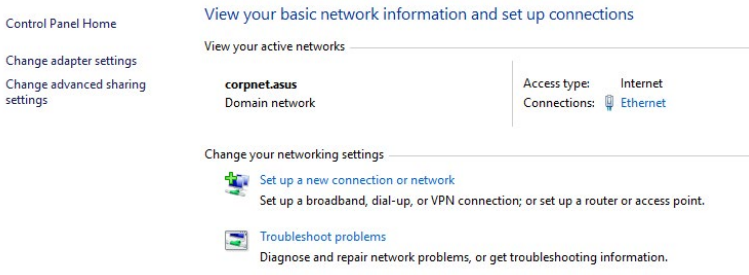 Control Panel Home
Change adapter settings
Change advanced sharing
settings
View your basic network information and set up connections
View your active networks
corpnet.asus
Domain network
Access type: Internet
Connections: Ethernet
Change your networking settings
Set up a new connection or network
Set up a broadband, dial-up, or VPN connection; or set up a router or access point.
Troubleshoot problems
Diagnose and repair network problems, or get troubleshooting information.